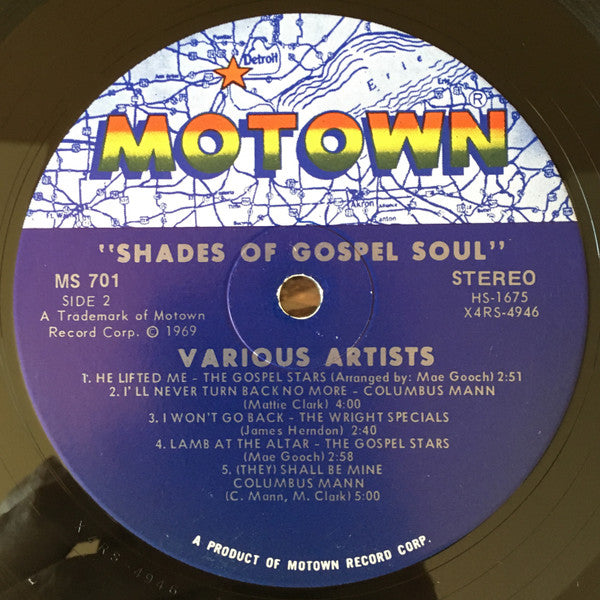 Detroit
Erie
MOTOWN®
Akron
Canton
"SHADES OF GOSPEL SOUL"
MS 701
STEREO
SIDE 2
HS-1675
A Trademark of Motown
X4RS-4946
Record Corp. © 1969
VARIOUS ARTISTS
1. HE LIFTED ME - THE GOSPEL STARS (Arranged by: Mae Gooch) 2:51
2. I'LL NEVER TURN BACK NO MORE - COLUMBUS MANN
(Mattie Clark) 4:00
3. I WON'T GO BACK - THE WRIGHT SPECIALS
(James Herndon) 2:40
4. LAMB AT THE ALTAR - THE GOSPEL STARS
(Mae Gooch) 2:58
5. (THEY) SHALL BE MINE
COLUMBUS MANN
(C. Mann, M. Clark) 5:00
A PRODUCT OF MOTOWN RECORD CORP.
RS-4946